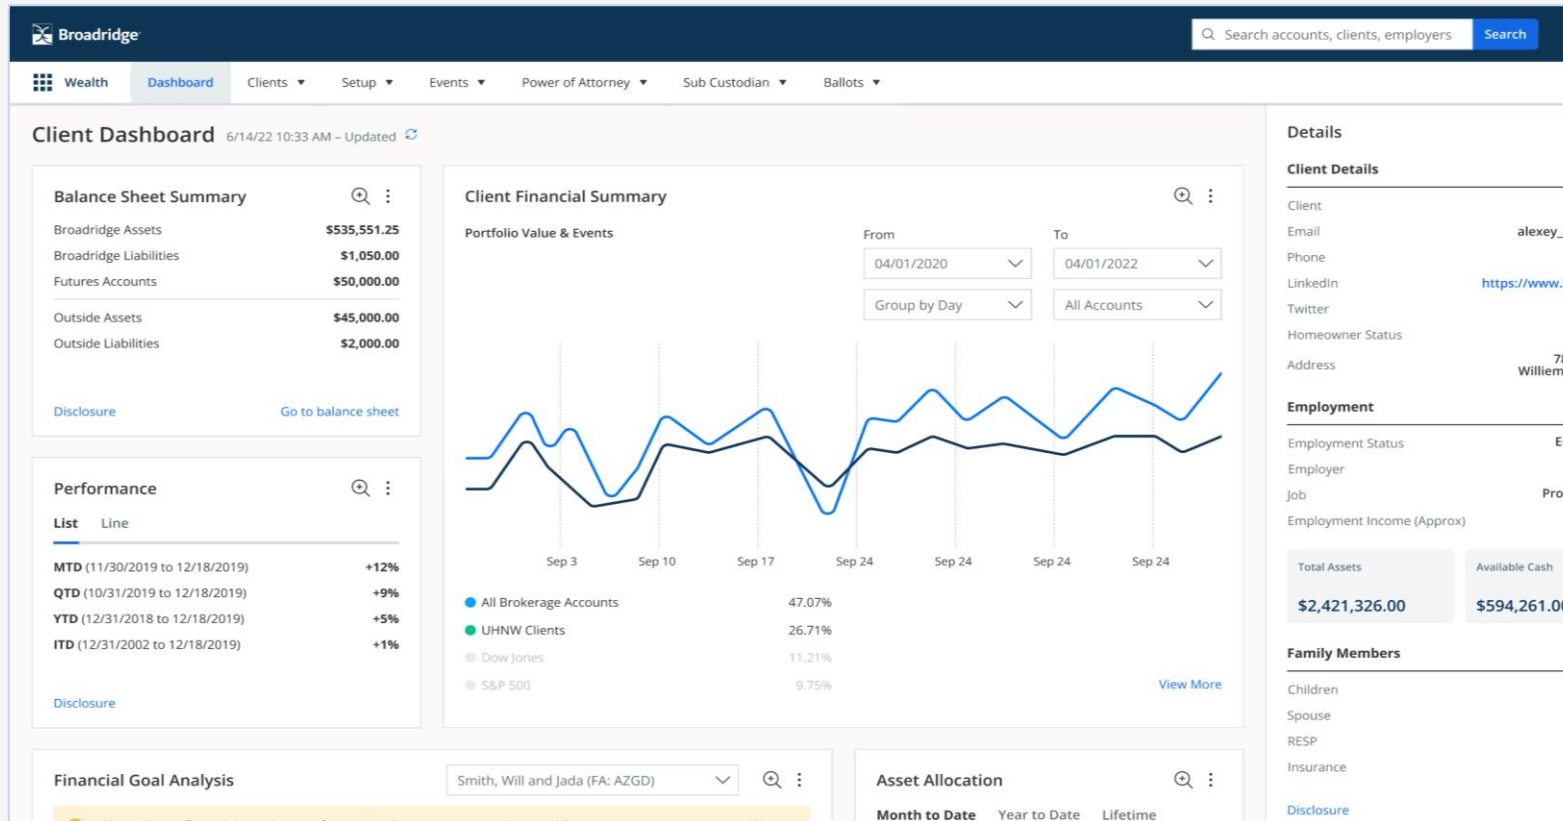 Broadridge
Search accounts, clients, employers
Search
Wealth
Dashboard
Clients
Setup
Events
Power of Attorney
Sub Custodian
Ballots
Client Dashboard 6/14/22 10:33 AM – Updated
Balance Sheet Summary
Broadridge Assets $535,551.25
Broadridge Liabilities $1,050.00
Futures Accounts $50,000.00
Outside Assets $45,000.00
Outside Liabilities $2,000.00
Disclosure Go to balance sheet
Performance
List Line
MTD (11/30/2019 to 12/18/2019) +12%
QTD (10/31/2019 to 12/18/2019) +9%
YTD (12/31/2018 to 12/18/2019) +5%
ITD (12/31/2002 to 12/18/2019) +1%
Disclosure
Client Financial Summary
Portfolio Value & Events
From To
04/01/2020 04/01/2022
Group by Day All Accounts
Sep 3 Sep 10 Sep 17 Sep 24 Sep 24 Sep 24 Sep 24
All Brokerage Accounts 47.07%
UHNW Clients 26.71%
Dow Jones 11.21%
S&P 500 9.75%
View More
Financial Goal Analysis
Smith, Will and Jada (FA: AZGD)
Asset Allocation
Month to Date Year to Date Lifetime
Details
Client Details
Client
Email alexey_
Phone
LinkedIn https://www.
Twitter
Homeowner Status
Address 78
Williem
Employment
Employment Status E
Employer
Job Pro
Employment Income (Approx)
Total Assets Available Cash
$2,421,326.00 $594,261.00
Family Members
Children
Spouse
RESP
Insurance
Disclosure